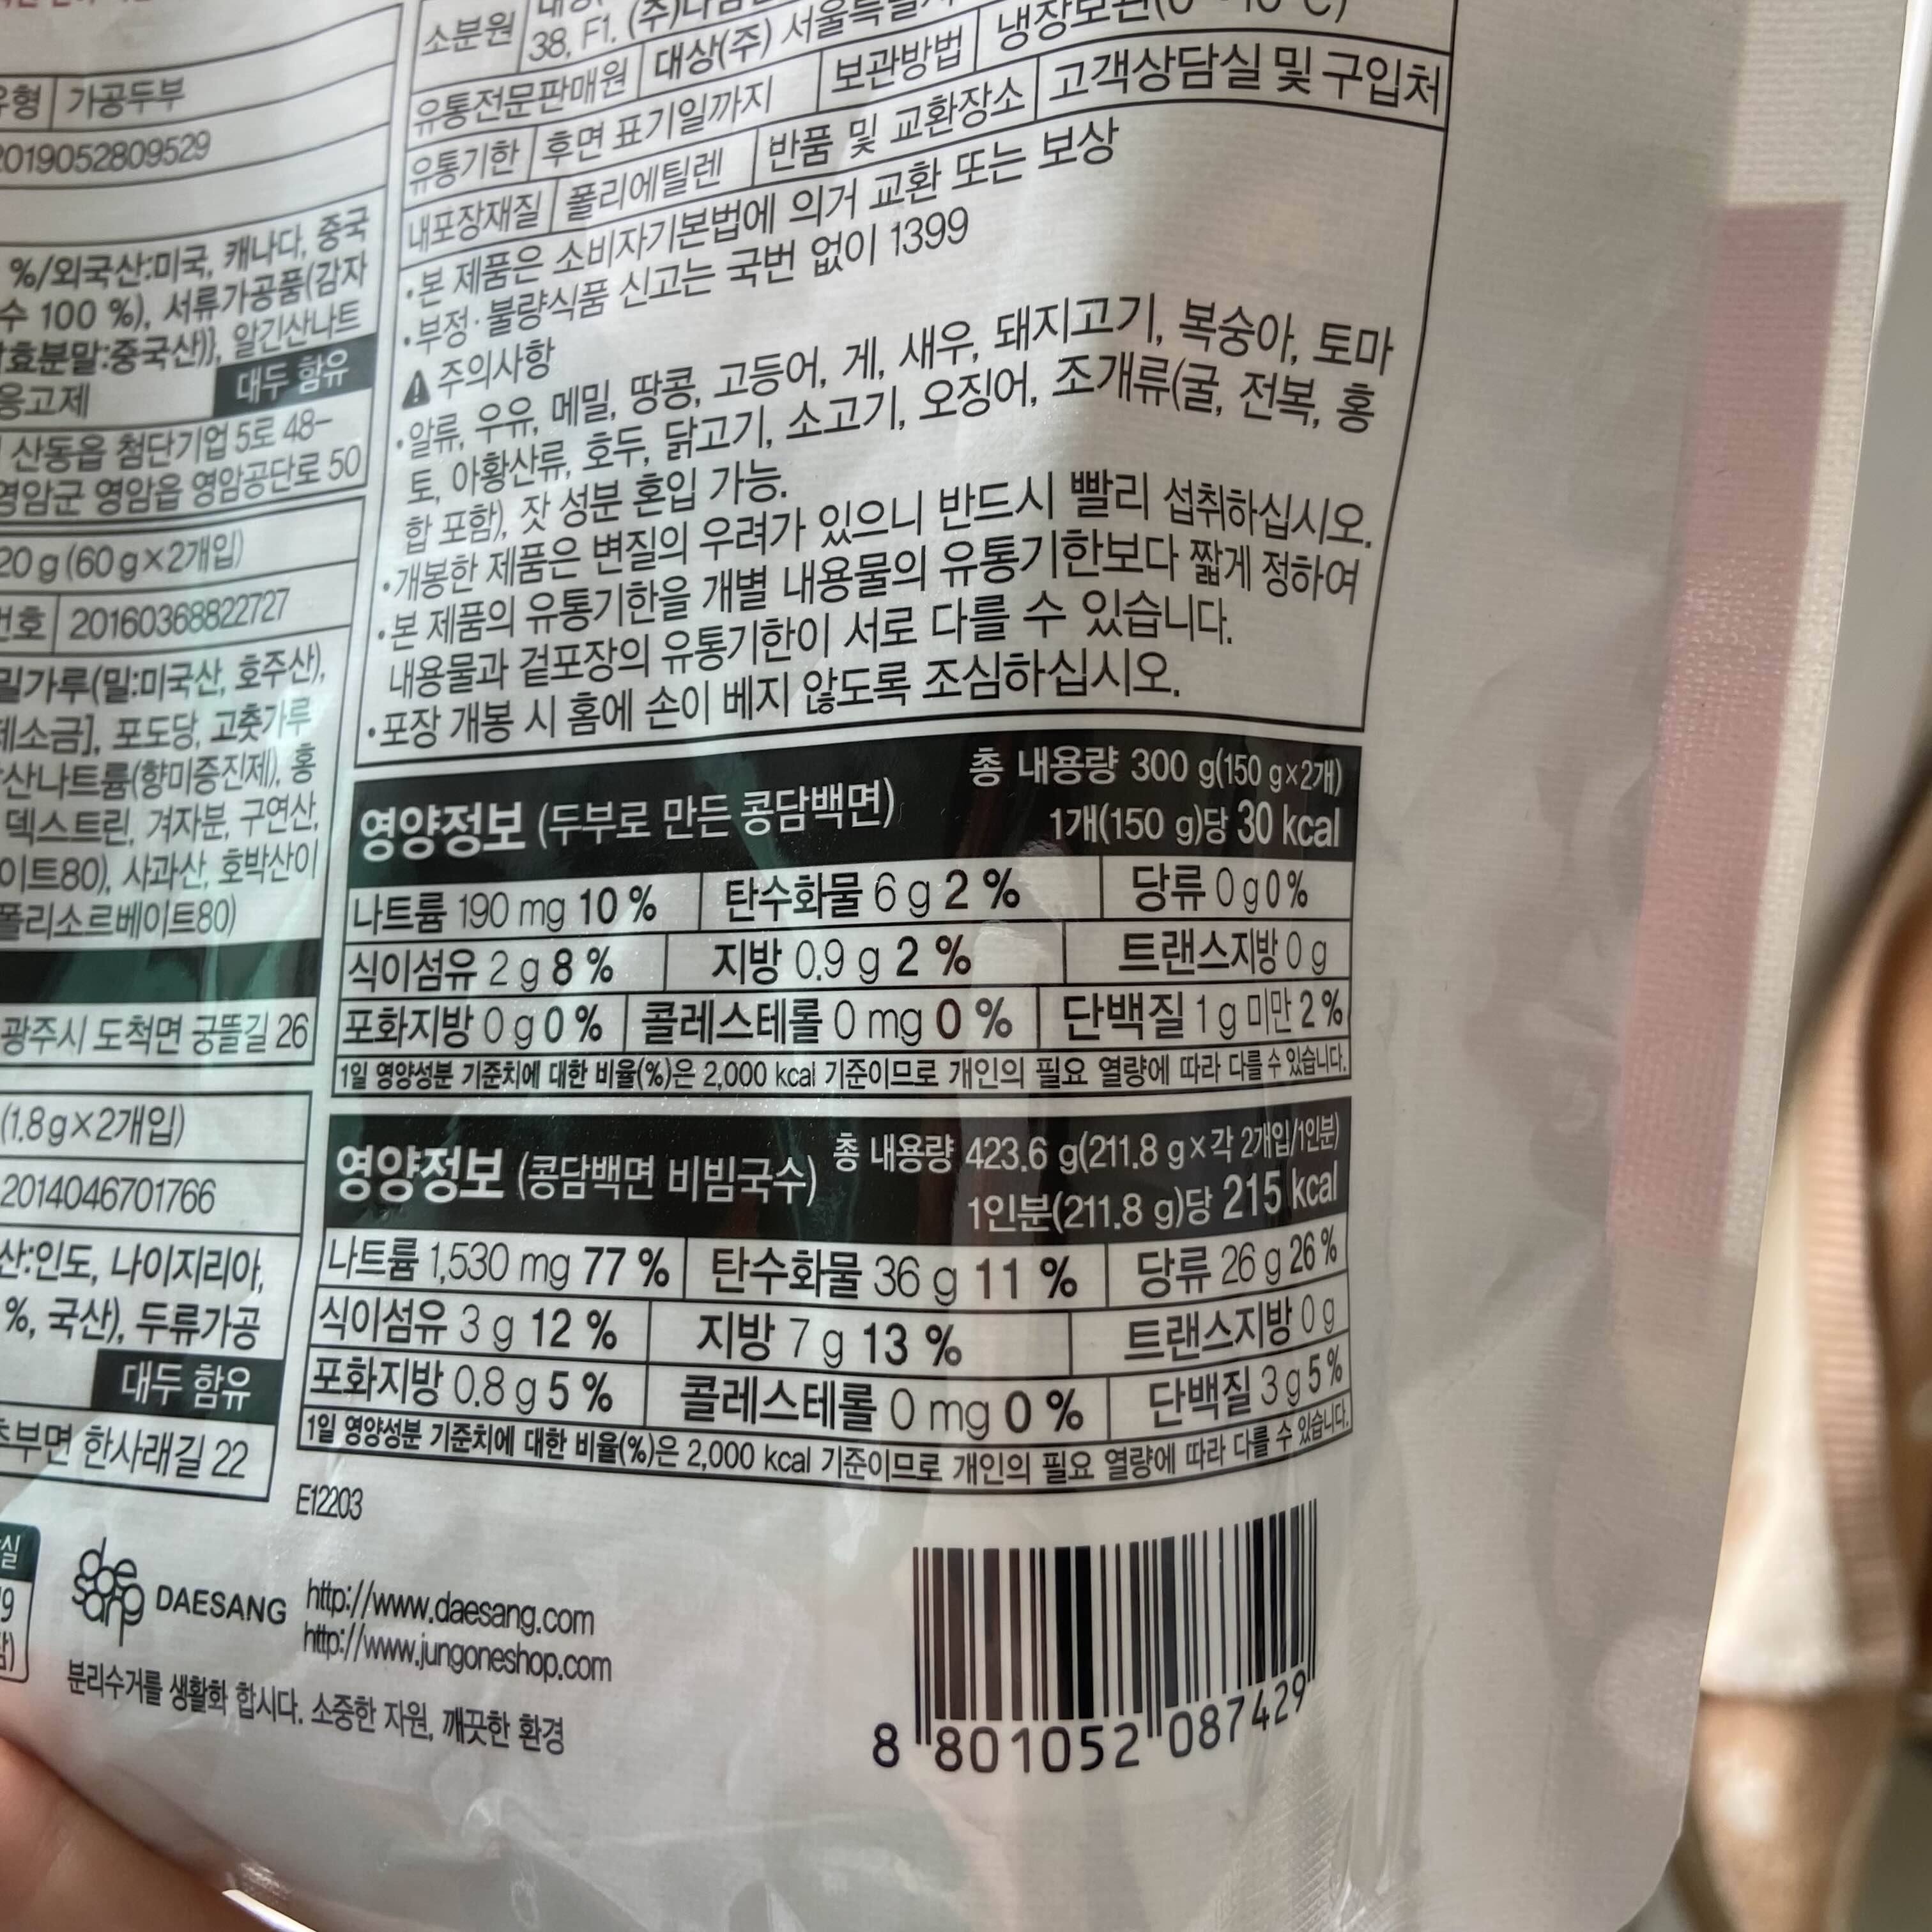 형 가공두부
2019052809529
%/외국산:미국, 캐나다, 중국
수 100 %), 서류가공품(감자
효분말:중국산)}, 알긴산나트
응고제
대두 함유
산동읍 첨단기업 5로 48-
영암군 영암읍 영암공단로 50
20 g (60 g×2개입)
번호 20160368822727
밀가루(밀:미국산, 호주산),
제소금], 포도당, 고춧가루
산나트륨(향미증진제), 홍
덱스트린, 겨자분, 구연산,
이트80), 사과산, 호박산이
폴리소르베이트80)
광주시 도척면 궁뜰길 26
(1.8 g×2개입)
2014046701766
산:인도, 나이지리아,
%, 국산), 두류가공
대두 함유
추부면 한사래길 22
소분원
38, F1. (주)
유통전문판매원 대상(주)
유통기한 후면 표기일까지 보관방법
내포장재질 폴리에틸렌 반품 및 교환장소 고객상담실 및 구입처
•본 제품은 소비자기본법에 의거 교환 또는 보상
•부정·불량식품 신고는 국번 없이 1399
주의사항
•알류, 우유, 메밀, 땅콩, 고등어, 게, 새우, 돼지고기, 복숭아, 토마
토, 아황산류, 호두, 닭고기, 소고기, 오징어, 조개류(굴, 전복, 홍
합 포함), 잣 성분 혼입 가능.
•개봉한 제품은 변질의 우려가 있으니 반드시 빨리 섭취하십시오.
•본 제품의 유통기한을 개별 내용물의 유통기한보다 짧게 정하여
내용물과 겉포장의 유통기한이 서로 다를 수 있습니다.
•포장 개봉 시 홈에 손이 베지 않도록 조심하십시오.
영양정보 (두부로 만든 콩담백면) 총 내용량 300 g(150 g×2개)
1개(150 g)당 30 kcal
나트륨 190 mg 10 % 탄수화물 6 g 2 % 당류 0 g 0 %
식이섬유 2 g 8 % 지방 0.9 g 2 % 트랜스지방 0 g
포화지방 0 g 0 % 콜레스테롤 0 mg 0 % 단백질 1 g 미만 2 %
1일 영양성분 기준치에 대한 비율(%)은 2,000 kcal 기준이므로 개인의 필요 열량에 따라 다를 수 있습니다.
영양정보 (콩담백면 비빔국수) 총 내용량 423.6 g(211.8 g×각 2개입/1인분)
1인분(211.8 g)당 215 kcal
나트륨 1,530 mg 77 % 탄수화물 36 g 11 % 당류 26 g 26 %
식이섬유 3 g 12 % 지방 7 g 13 % 트랜스지방 0 g
포화지방 0.8 g 5 % 콜레스테롤 0 mg 0 % 단백질 3 g 5 %
1일 영양성분 기준치에 대한 비율(%)은 2,000 kcal 기준이므로 개인의 필요 열량에 따라 다를 수 있습니다.
E12203
DAESANG
http://www.daesang.com
http://www.jungoneshop.com
분리수거를 생활화 합시다. 소중한 자원, 깨끗한 환경
8 801052 087429